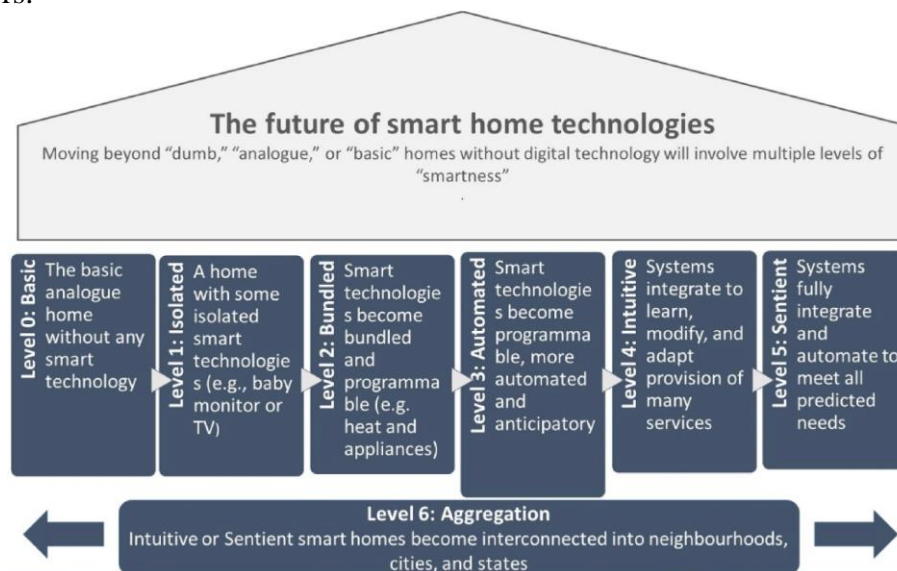 rs.
The future of smart home technologies
Moving beyond “dumb,” “analogue,” or “basic” homes without digital technology will involve multiple levels of
“smartness”
.
Level 0: Basic
The basic
analogue
home
without any
smart
technology
Level 1: Isolated
A home
with some
isolated
smart
technologie
s (e.g., baby
monitor or
TV)
Level 2: Bundled
Smart
technologie
s become
bundled
and
programma
ble (e.g.
heat and
appliances)
Level 3: Automated
Smart
technologi
es become
programma
ble, more
automated
and
anticipatory
Level 4: Intuitive
Systems
integrate to
learn,
modify, and
adapt
provision of
many
services
Level 5: Sentient
Systems
fully
integrate
and
automate to
meet all
predicted
needs
Level 6: Aggregation
Intuitive or Sentient smart homes become interconnected into neighbourhoods,
cities, and states